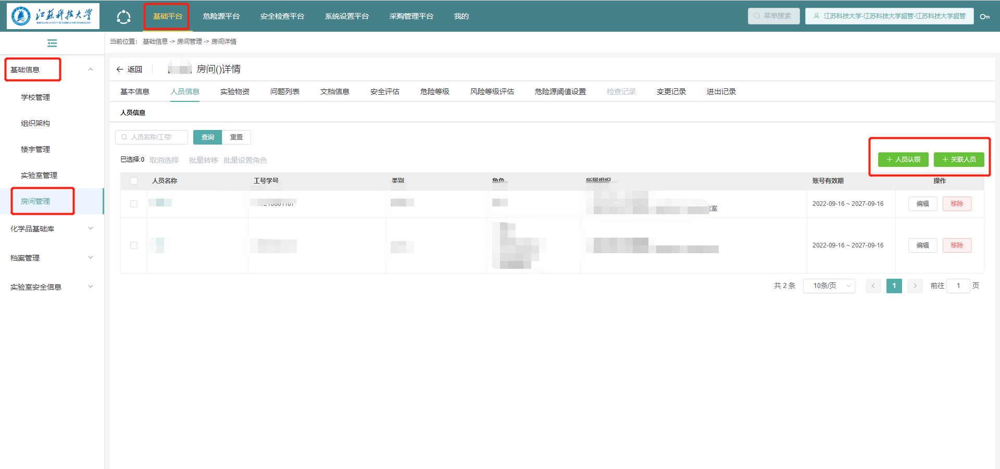 江苏科技大学
JIANGSU UNIVERSITY OF SCIENCE AND TECHNOLOGY
基础平台 危险源平台 安全检查平台 系统设置平台 采购管理平台 我的
菜单搜索
江苏科技大学-江苏科技大学超管-江苏科技大学超管
当前位置: 基础信息 -> 房间管理 -> 房间详情
基础信息
学校管理
组织架构
楼宇管理
实验室管理
房间管理
化学品基础库
档案管理
实验室安全信息
返回 房间()详情
基本信息 人员信息 实验物资 问题列表 文档信息 安全评估 危险等级 风险等级评估 危险源阈值设置 检查记录 变更记录 进出记录
人员信息
人员名称/工号
查询 重置
已选择:0 取消选择 批量转移 批量设置角色
+ 人员认领 + 关联人员
人员名称 工号学号 类别 角色 所属组织 账号有效期 操作
室 2022-09-16 ~ 2027-09-16 编辑 移除
2022-09-16 ~ 2027-09-16 编辑 移除
共 2 条 10条/页 1 前往 1 页